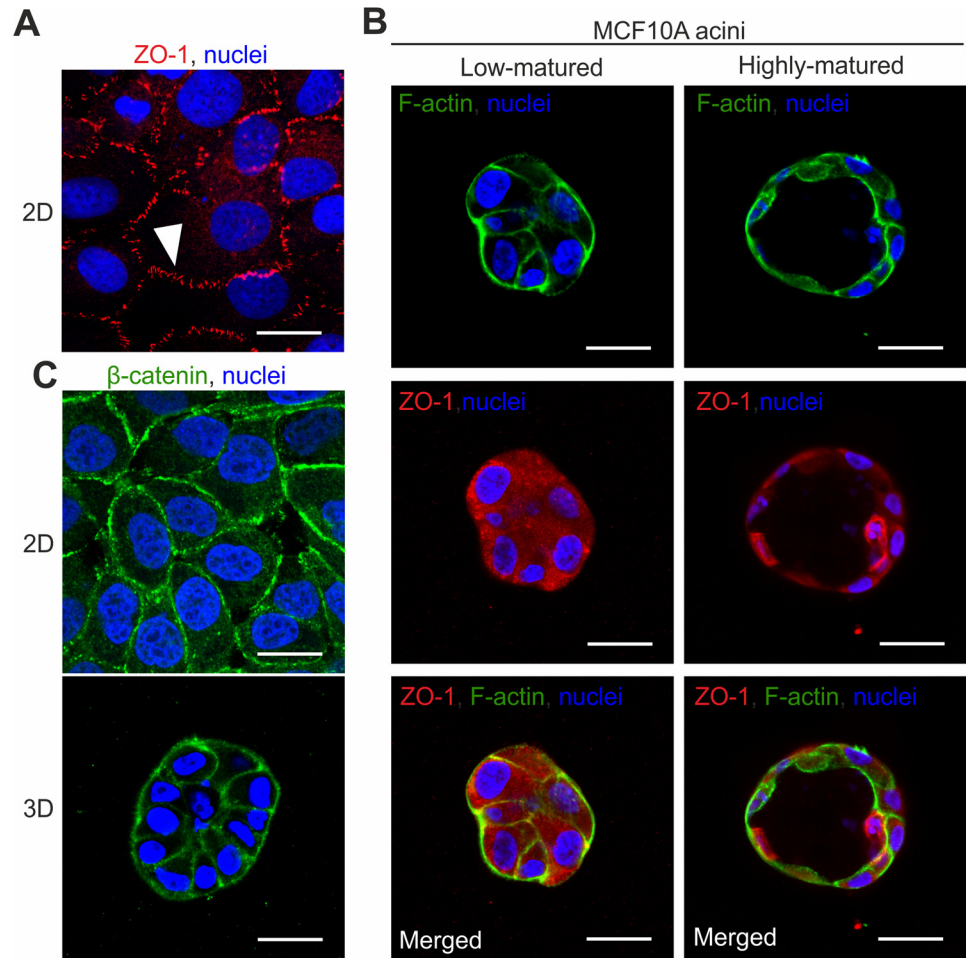 A
ZO-1, nuclei
2D
C
β-catenin, nuclei
2D
3D
B
MCF10A acini
Low-matured
Highly-matured
F-actin, nuclei
F-actin, nuclei
ZO-1,nuclei
ZO-1,nuclei
ZO-1, F-actin, nuclei
ZO-1, F-actin, nuclei
Merged
Merged